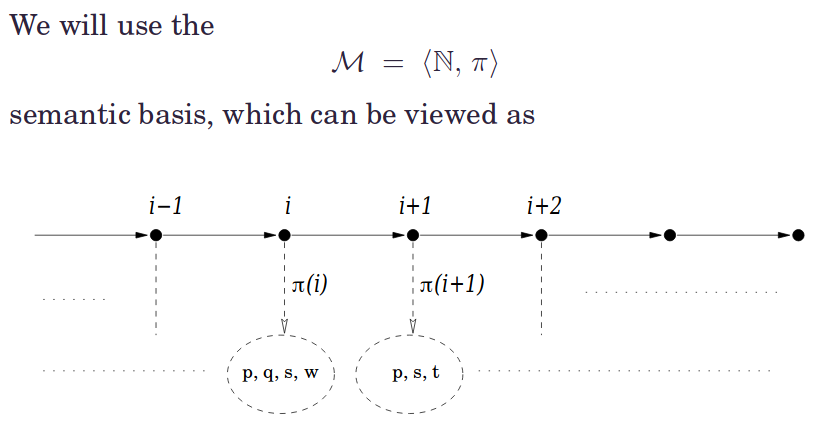 We will use the
ℳ = ⟨ℕ, π⟩
semantic basis, which can be viewed as
i−1 i i+1 i+2
π(i) π(i+1)
p, q, s, w p, s, t